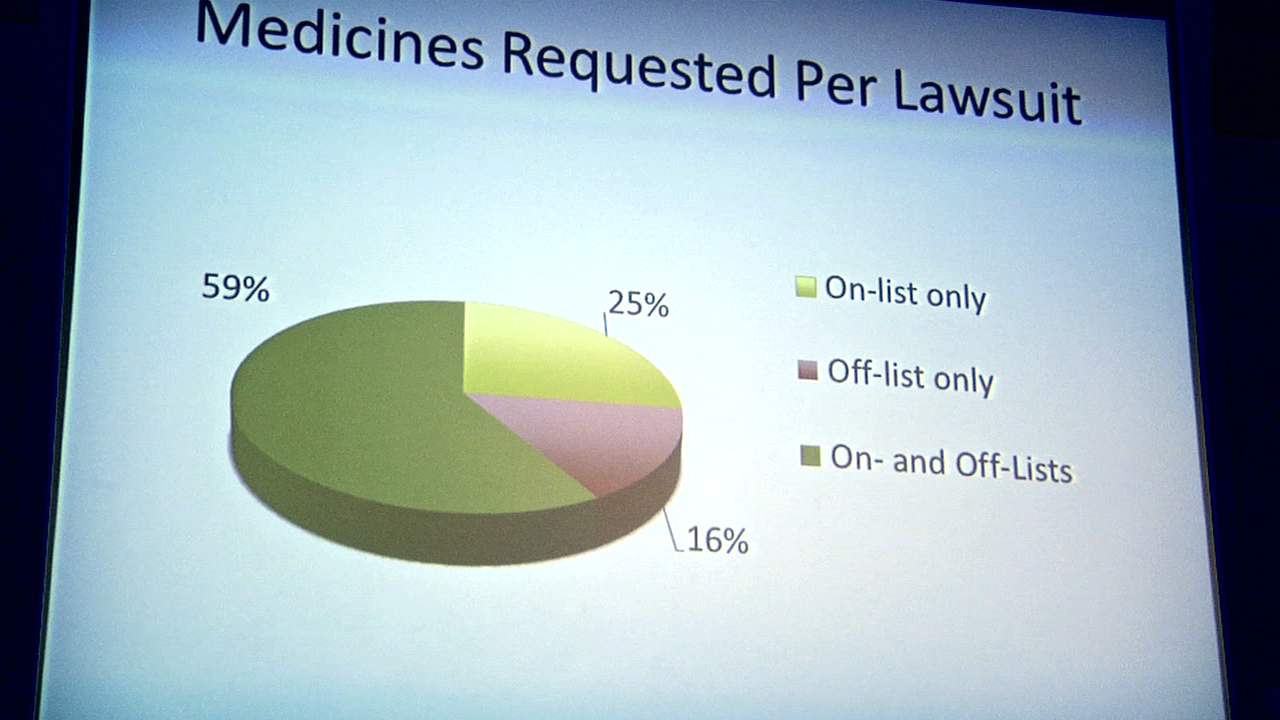 Medicines Requested Per Lawsuit
59%
25%
16%
On-list only
Off-list only
On- and Off-Lists